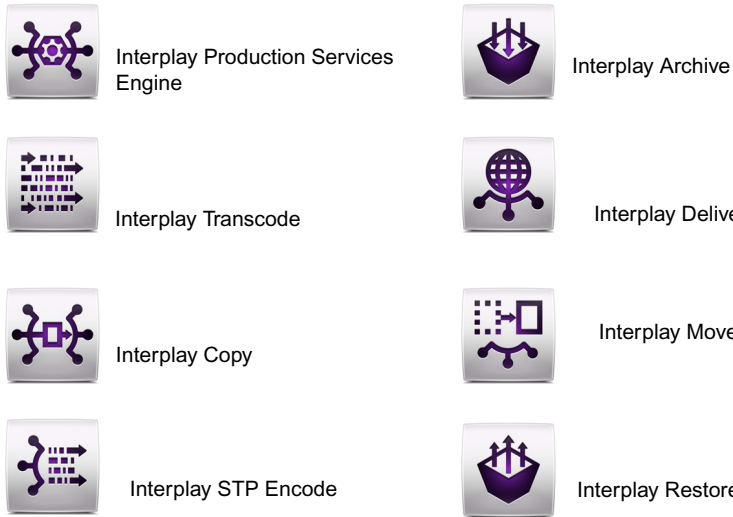 Interplay Production Services
Engine
Interplay Archive
Interplay Transcode
Interplay
Interplay Copy
Interplay Move
Interplay STP Encode
Interplay Restore